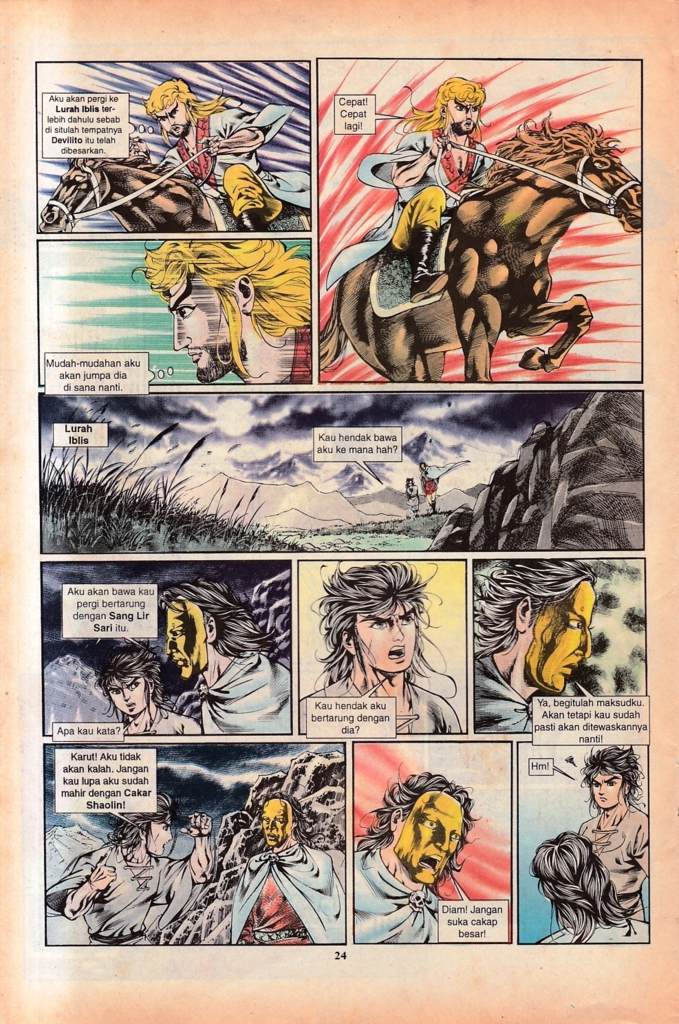 Aku akan pergi ke
Lurah Iblis ter-
lebih dahulu sebab
di situlah tempatnya
Devilito itu telah
dibesarkan.
Cepat!
Cepat
lagi!
Mudah-mudahan aku
akan jumpa dia
di sana nanti.
Lurah
Iblis
Kau hendak bawa
aku ke mana hah?
Aku akan bawa kau
pergi bertarung
dengan Sang Lir
Sari itu.
Apa kau kata?
Kau hendak aku
bertarung dengan
dia?
Ya, begitulah maksudku.
Akan tetapi kau sudah
pasti akan ditewaskannya
nanti!
Karut! Aku tidak
akan kalah. Jangan
kau lupa aku sudah
mahir dengan Cakar
Shaolin!
Diam! Jangan
suka cakap
besar!
Hm!
24